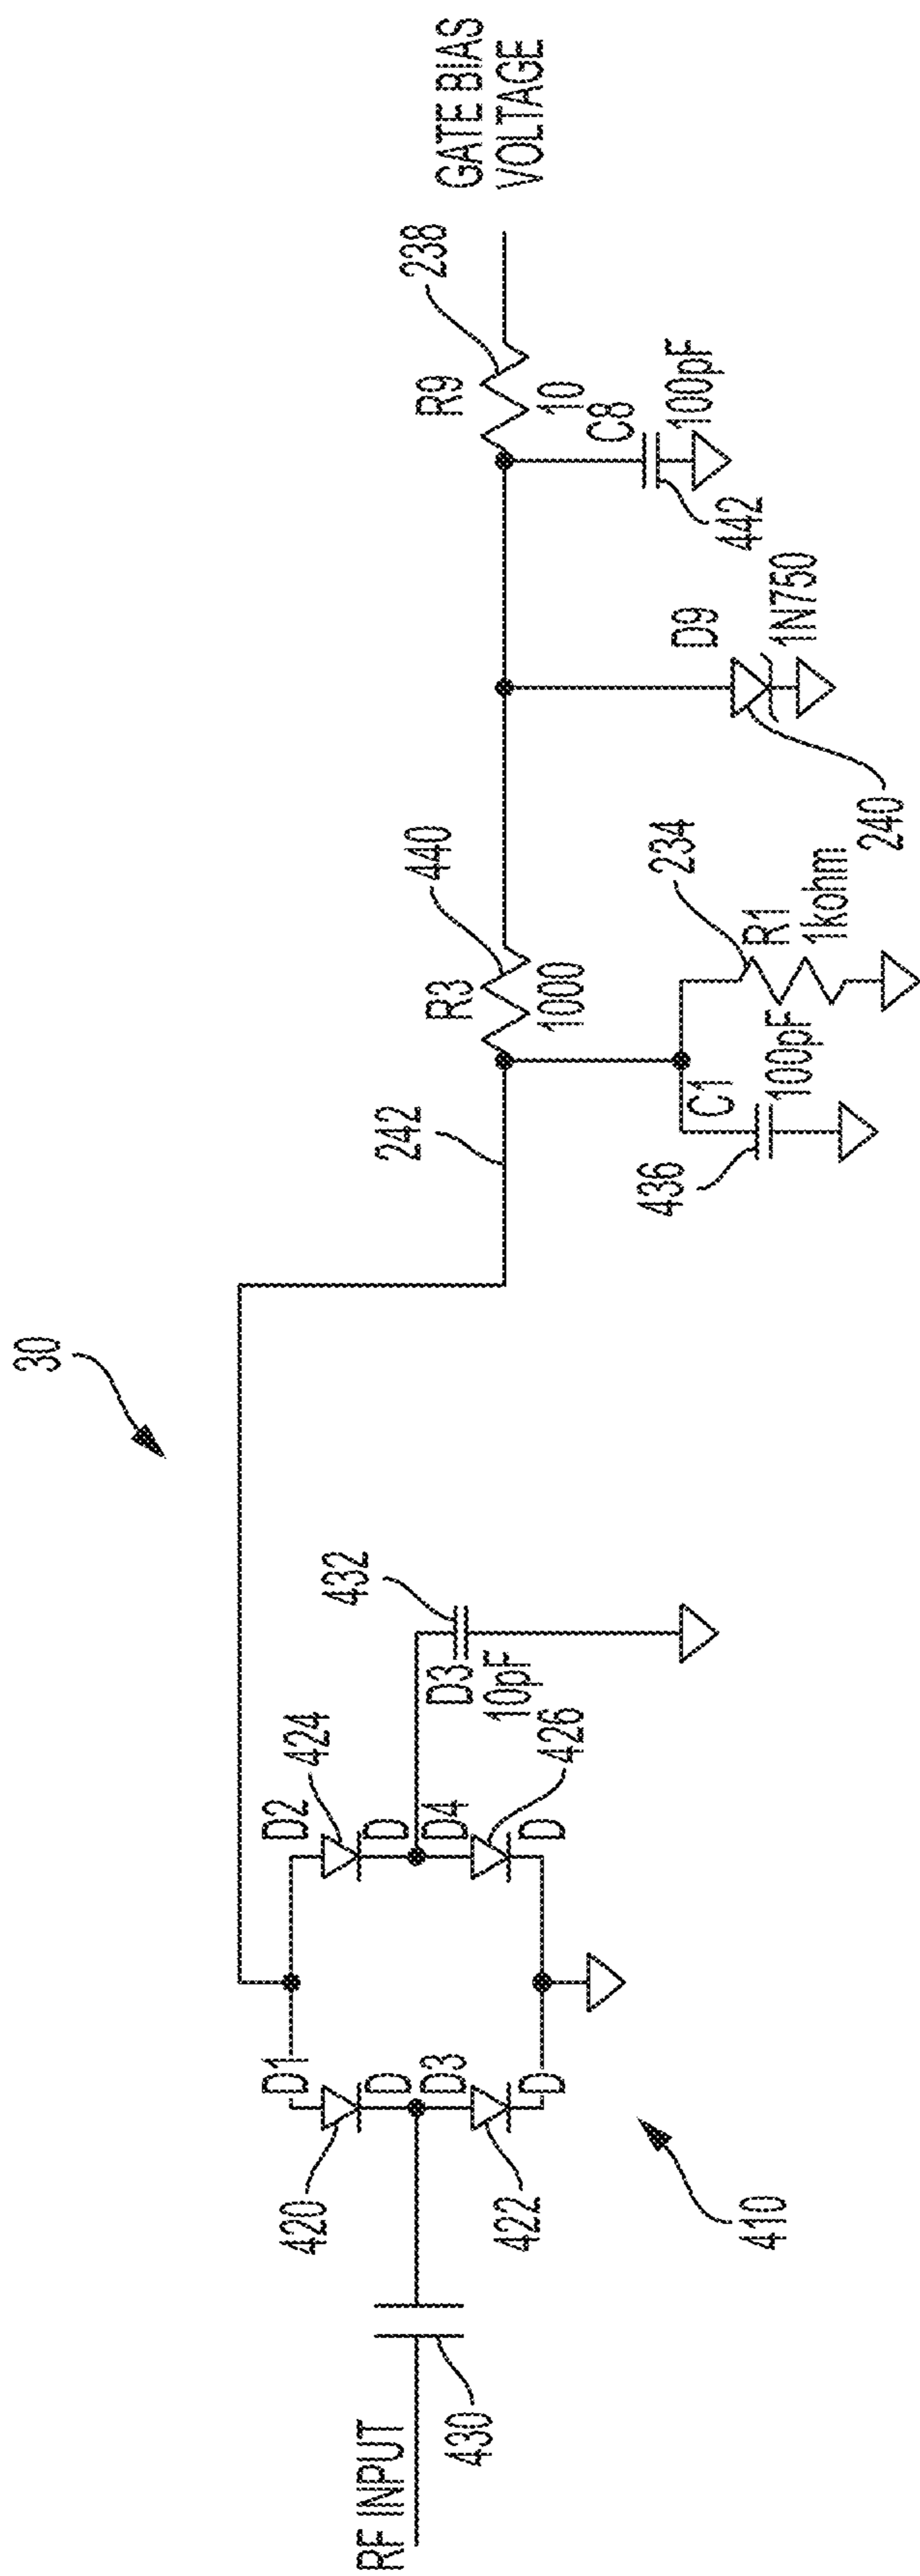 30
RF INPUT
430
410
D1
420
D
D3
422
D
D2
424
D
D4
426
D
D3
10pF
432
242
R3
1000
440
C1
100pF
436
R1
1kohm
234
D9
1N750
240
R9
10
238
C8
100pF
442
GATE BIAS
VOLTAGE